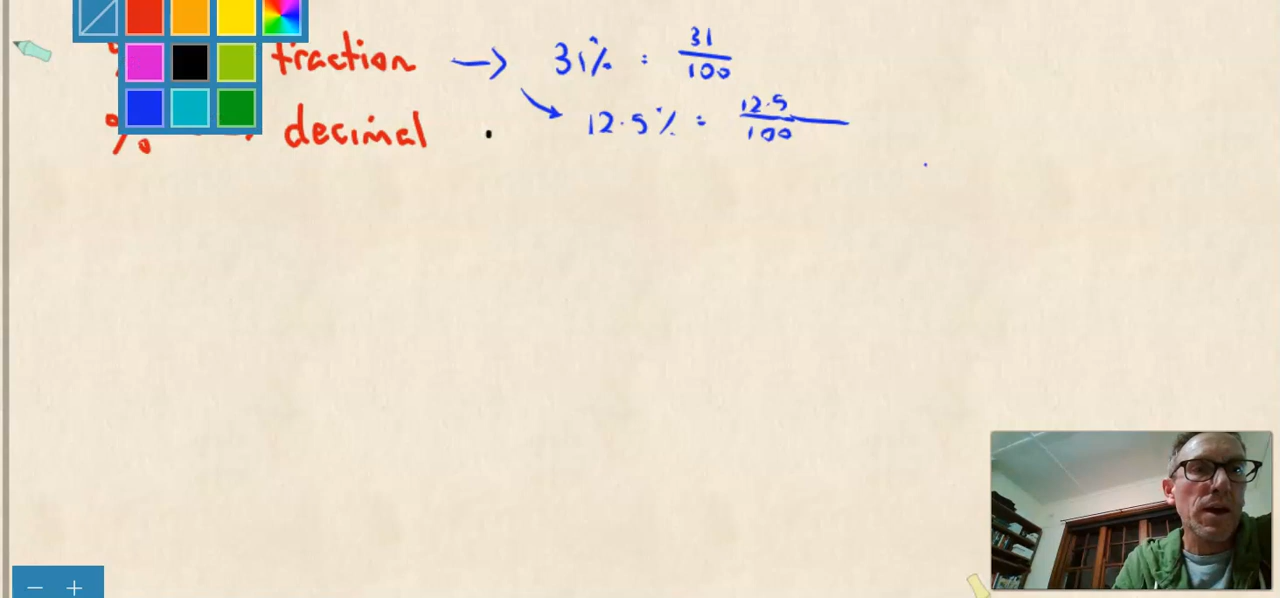 % fraction → 31% = 31/100
12.5% = 12.5/100
% → decimal